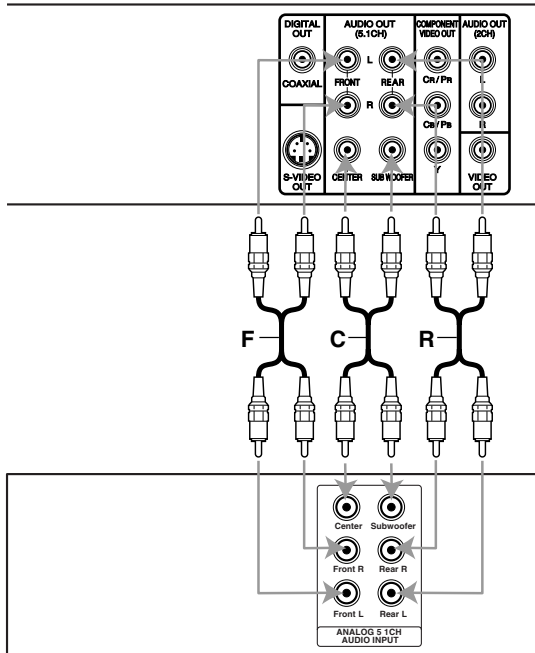 DIGITAL OUT
AUDIO OUT (5.1CH)
COMPONENT VIDEO OUT
AUDIO OUT (2CH)
L
CR / PR
L
COAXIAL
FRONT
REAR
R
CB / PB
R
S-VIDEO OUT
CENTER
SUB WOOFER
Y
VIDEO OUT
F
C
R
Center
Subwoofer
Front R
Rear R
Front L
Rear L
ANALOG 5 1CH
AUDIO INPUT